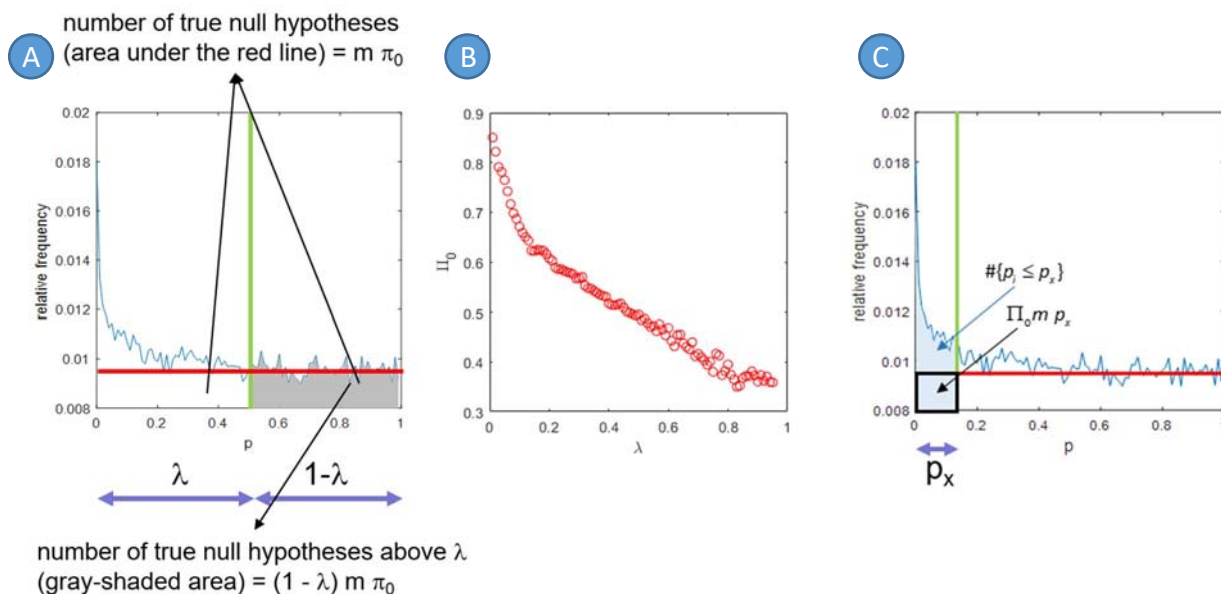 number of true null hypotheses
(area under the red line) = m π₀
A
B
C
0.02
0.018
0.016
0.014
0.012
0.01
0.008
relative frequency
0
0.2
0.4
0.6
0.8
1
p
λ
1-λ
number of true null hypotheses above λ
(gray-shaded area) = (1 - λ) m π₀
0.9
0.8
0.7
0.6
0.5
0.4
0.3
Π₀
0
0.2
0.4
0.6
0.8
1
λ
0.02
0.018
0.016
0.014
0.012
0.01
0.008
relative frequency
#{pⱼ ≤ pₓ}
Π₀m pₓ
0.2
0.4
0.6
0.8
1
p
pₓ